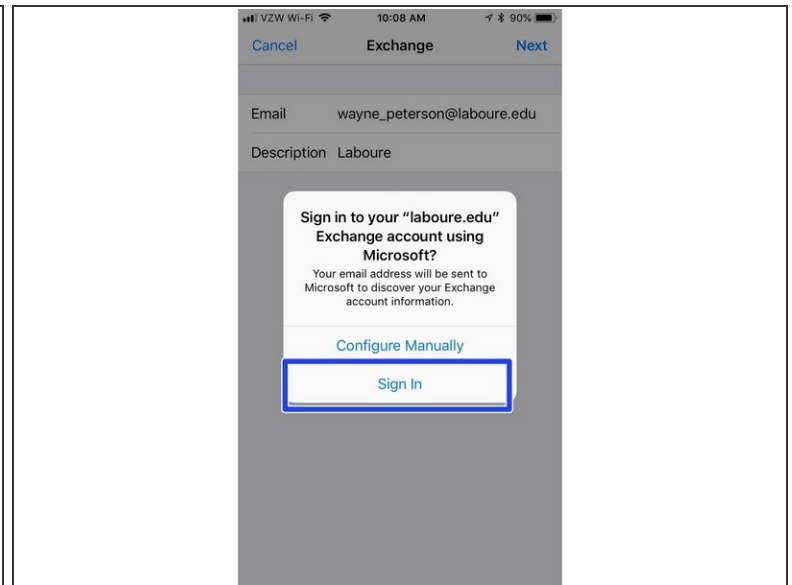 VZW Wi-Fi 10:08 AM 90%
Cancel Exchange Next
Email wayne_peterson@laboure.edu
Description Laboure
Sign in to your “laboure.edu”
Exchange account using
Microsoft?
Your email address will be sent to
Microsoft to discover your Exchange
account information.
Configure Manually
Sign In